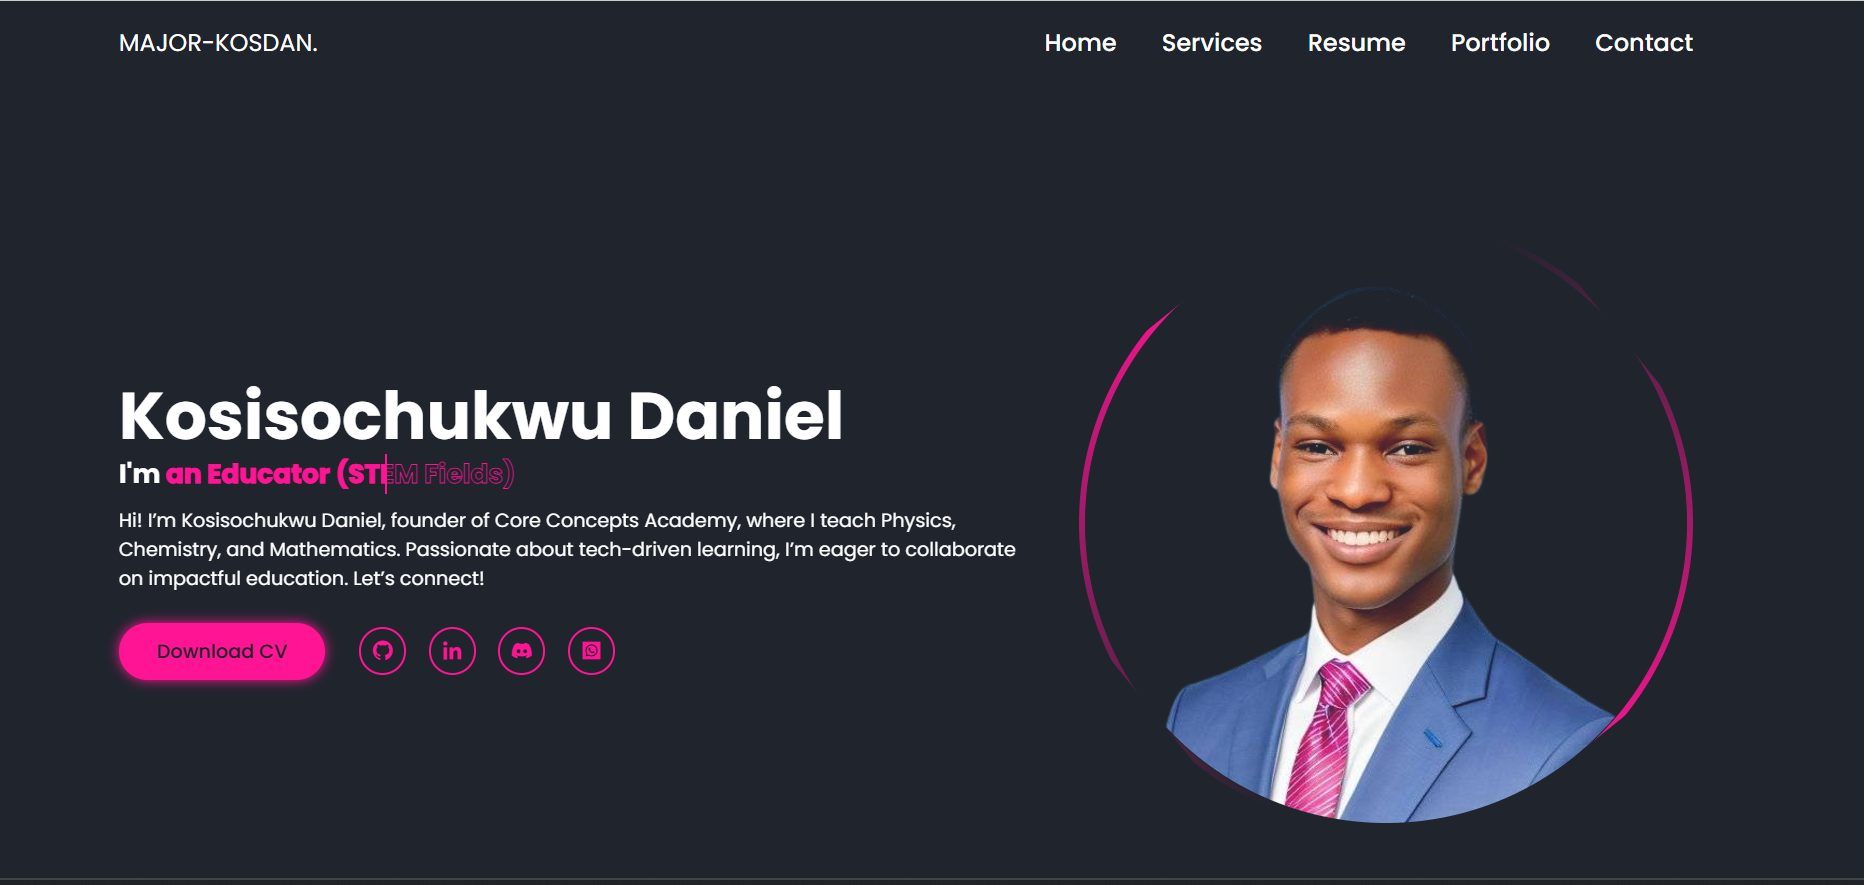 MAJOR-KOSDAN.
Home Services Resume Portfolio Contact
Kosisochukwu Daniel
I'm an Educator (STEM Fields)
Hi! I’m Kosisochukwu Daniel, founder of Core Concepts Academy, where I teach Physics,
Chemistry, and Mathematics. Passionate about tech-driven learning, I’m eager to collaborate
on impactful education. Let’s connect!
Download CV
in